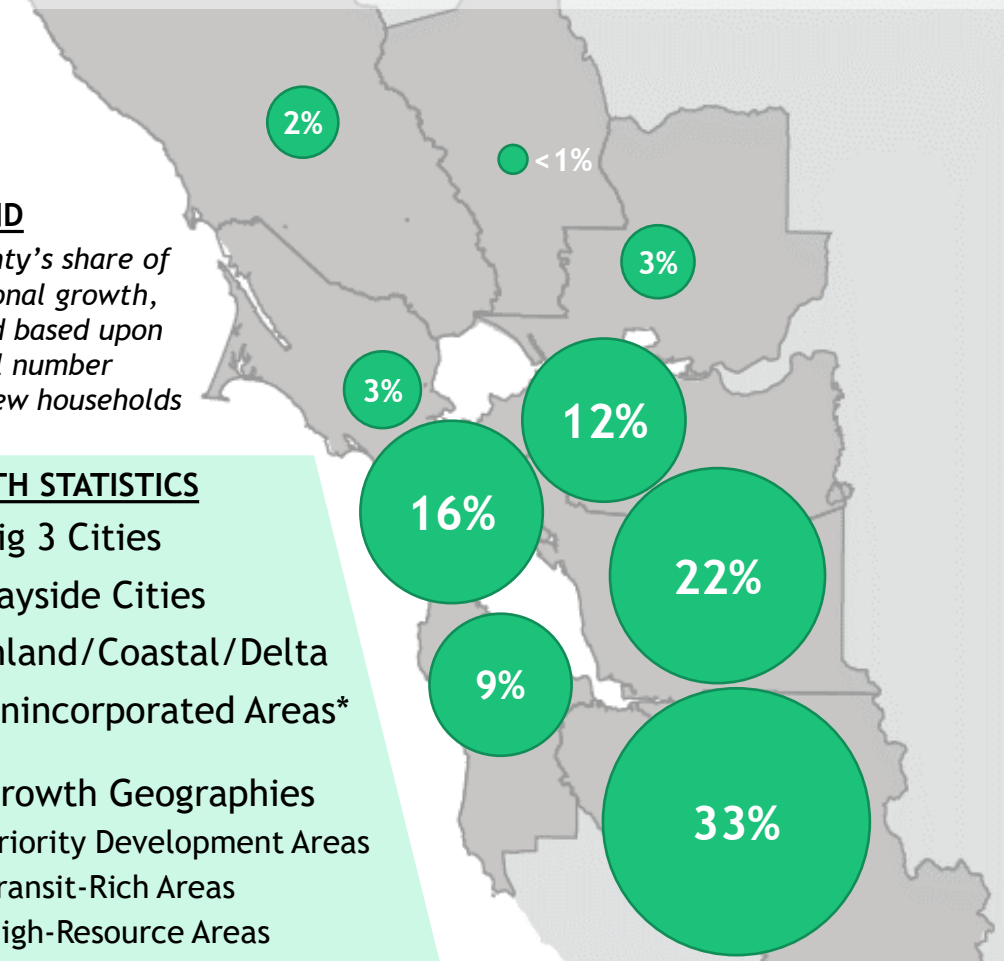 2%
<1%
3%
ID
nty's share of
onal growth,
d based upon
l number
ew households
3%
12%
16%
22%
9%
33%
TH STATISTICS
ig 3 Cities
ayside Cities
nland/Coastal/Delta
nincorporated Areas*
rowth Geographies
riority Development Areas
ransit-Rich Areas
igh-Resource Areas